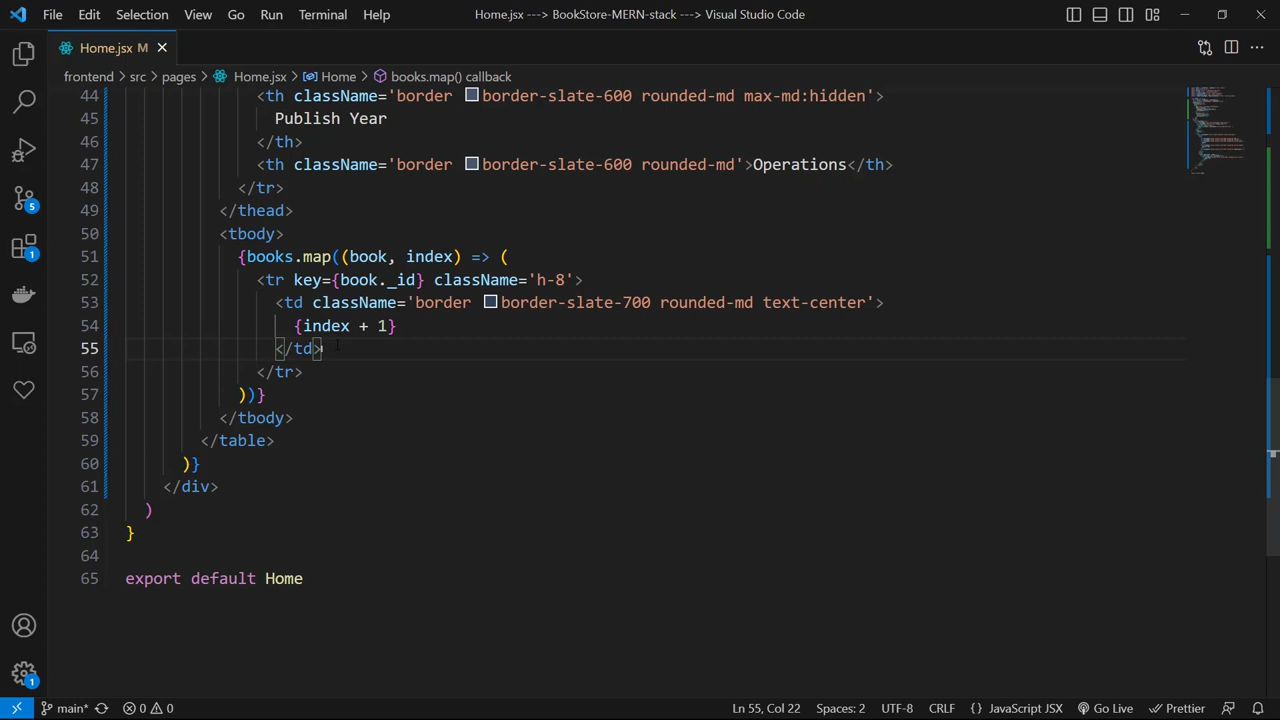 File Edit Selection View Go Run Terminal Help Home.jsx ---> BookStore-MERN-stack ---> Visual Studio Code
Home.jsx M
frontend > src > pages > Home.jsx > Home > books.map() callback
44 <th className='border border-slate-600 rounded-md max-md:hidden'>
45 Publish Year
46 </th>
47 <th className='border border-slate-600 rounded-md'>Operations</th>
48 </tr>
49 </thead>
50 <tbody>
51 {books.map((book, index) => (
52 <tr key={book._id} className='h-8'>
53 <td className='border border-slate-700 rounded-md text-center'>
54 {index + 1}
55 </td>
56 </tr>
57 ))}
58 </tbody>
59 </table>
60 )}
61 </div>
62 )
63 }
64
65 export default Home
5
1
1
main* 0 0 Ln 55, Col 22 Spaces: 2 UTF-8 CRLF {} JavaScript JSX Go Live Prettier